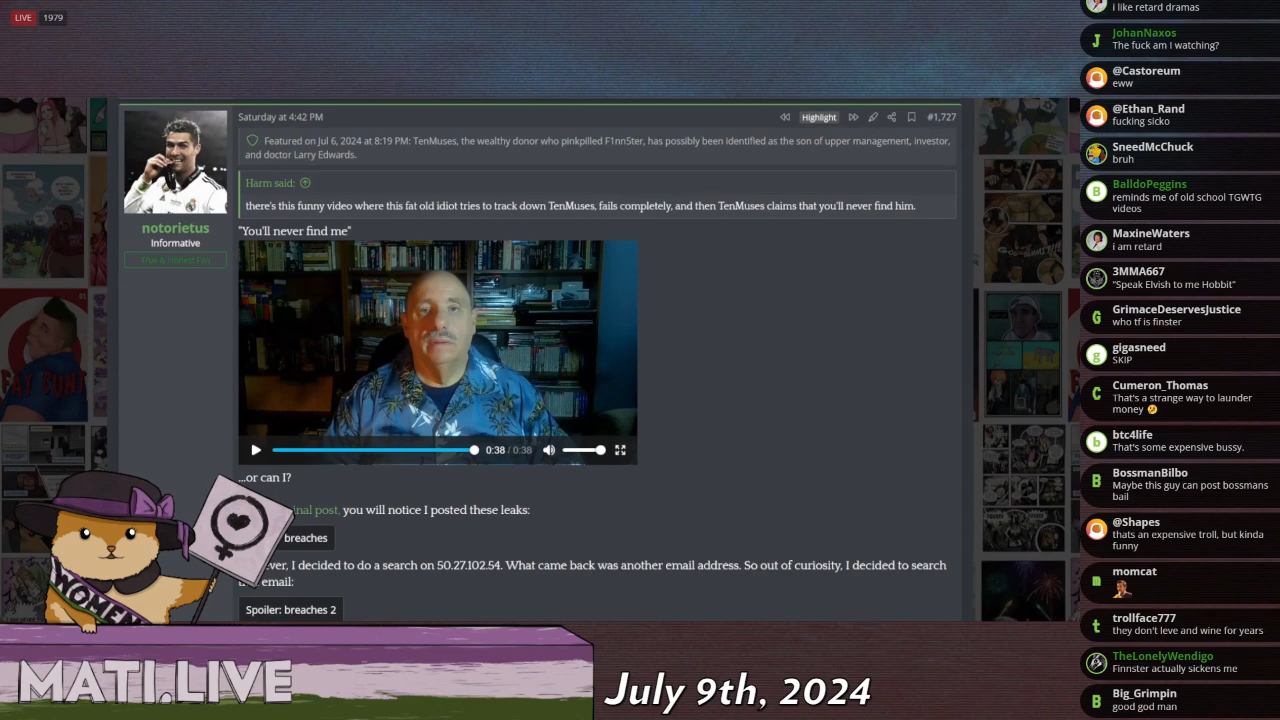 LIVE 1979
Saturday at 4:42 PM
Highlight
#1,727
Featured on Jul 6, 2024 at 8:19 PM: TenMuses, the wealthy donor who pinkpilled F1nn5ter, has possibly been identified as the son of upper management, investor,
and doctor Larry Edwards.
Harm said:
there's this funny video where this fat old idiot tries to track down TenMuses, fails completely, and then TenMuses claims that you'll never find him.
notorietus
Informative
True & Honest Fan
"You'll never find me"
0:38 / 0:38
...or can I?
inal post, you will notice I posted these leaks:
breaches
ever, I decided to do a search on 50.27.102.54. What came back was another email address. So out of curiosity, I decided to search
email:
Spoiler: breaches 2
FAT CUNT
WOMEN
MATI.LIVE
July 9th, 2024
i like retard dramas
J
JohanNaxos
The fuck am I watching?
@Castoreum
eww
@Ethan_Rand
fucking sicko
SneedMcChuck
bruh
B
BalldoPeggins
reminds me of old school TGWTG
videos
MaxineWaters
i am retard
3MMA667
"Speak Elvish to me Hobbit"
G
GrimaceDeservesJustice
who tf is finster
g
gigasneed
SKIP
C
Cumeron_Thomas
That's a strange way to launder
money
b
btc4life
That's some expensive bussy.
B
BossmanBilbo
Maybe this guy can post bossmans
bail
@Shapes
thats an expensive troll, but kinda
funny
m
momcat
t
trollface777
they don't leve and wine for years
TheLonelyWendigo
Finnster actually sickens me
B
Big_Grimpin
good god man